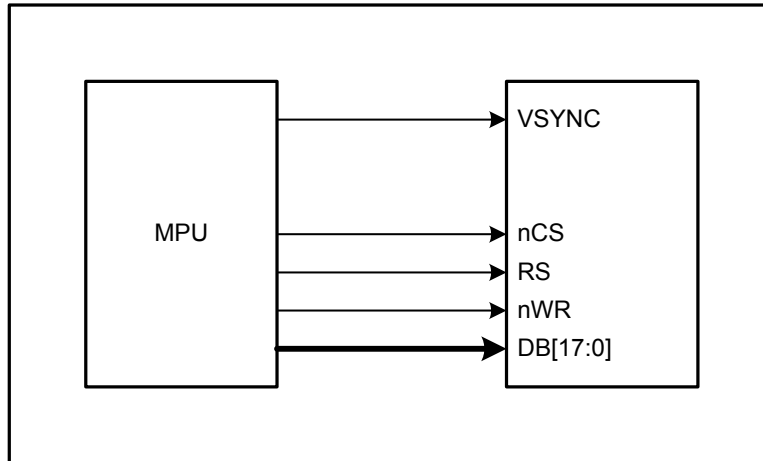 VSYNC
MPU
nCS
RS
nWR
DB[17:0]